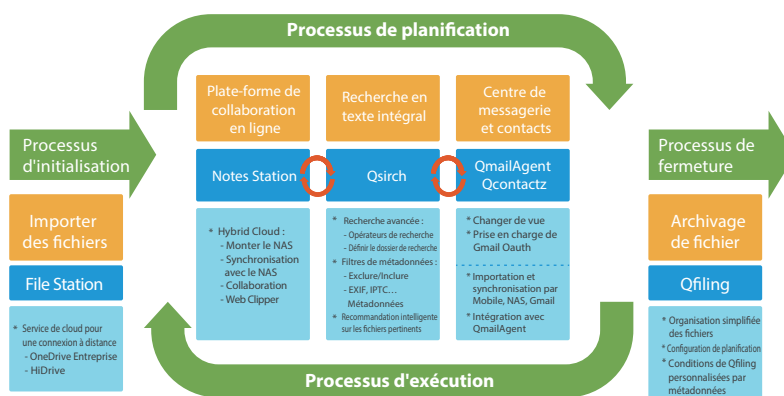 Processus de planification
Processus
d'initialisation
Importer
des fichiers
File Station
* Service de cloud pour
une connexion à distance
- OneDrive Entreprise
- HiDrive
Plate-forme de
collaboration
en ligne
Notes Station
* Hybrid Cloud :
- Monter le NAS
- Synchronisation
avec le NAS
- Collaboration
- Web Clipper
Recherche en
texte intégral
Qsirch
* Recherche avancée :
- Opérateurs de recherche
- Définir le dossier de recherche
* Filtres de métadonnées :
- Exclure/Inclure
- EXIF, IPTC...
Métadonnées
* Recommandation intelligente
sur les fichiers pertinents
Centre de
messagerie
et contacts
QmailAgent
Qcontactz
* Changer de vue
* Prise en charge de
Gmail Oauth
* Importation et
synchronisation par
Mobile, NAS, Gmail
* Intégration avec
QmailAgent
Processus de
fermeture
Archivage
de fichier
Qfiling
* Organisation simplifiée
des fichiers
* Configuration de planification
* Conditions de Qfiling
personnalisées par
métadonnées
Processus d'exécution